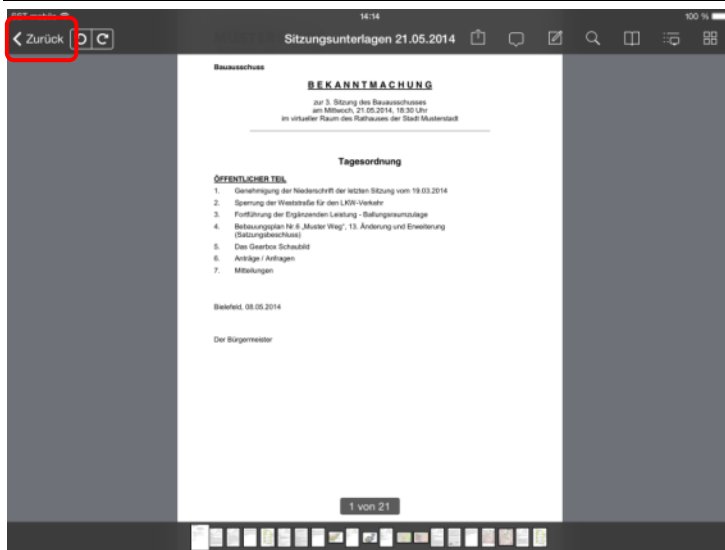 14:14
100 %
Zurück
Sitzungsunterlagen 21.05.2014
Bauausschuss
BEKANNTMACHUNG
zur 3. Sitzung des Bauausschusses
am Mittwoch, 21.05.2014, 18:30 Uhr
im virtueller Raum des Rathauses der Stadt Musterstadt
Tagesordnung
ÖFFENTLICHER TEIL
1. Genehmigung der Niederschrift der letzten Sitzung vom 19.03.2014
2. Sperrung der Weststraße für den LKW-Verkehr
3. Fortführung der Ergänzenden Leistung - Ballungsraumzulage
4. Bebauungsplan Nr.6 „Muster Weg", 13. Änderung und Erweiterung
(Satzungsbeschluss)
5. Das Gearbox Schaubild
6. Anträge / Anfragen
7. Mitteilungen
Bielefeld, 08.05.2014
Der Bürgermeister
1 von 21